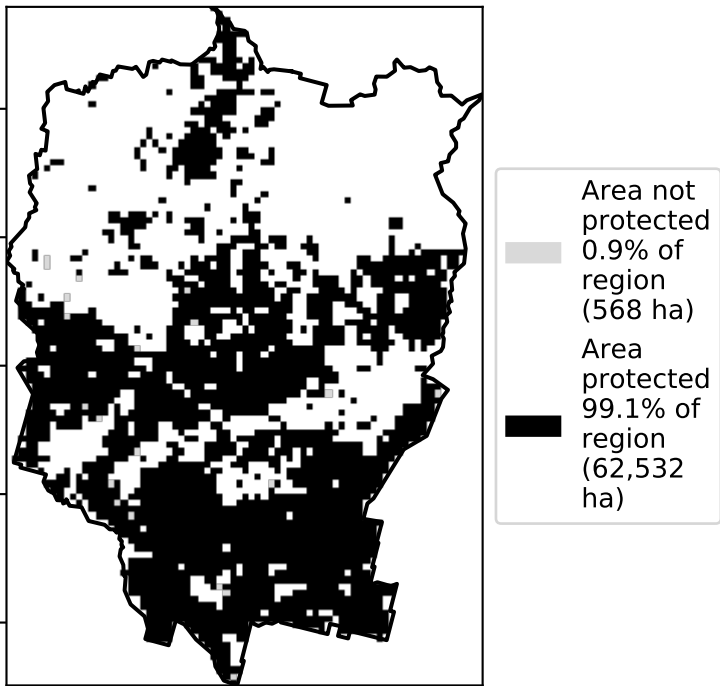 Area not
protected
0.9% of
region
(568 ha)
Area
protected
99.1% of
region
(62,532
ha)